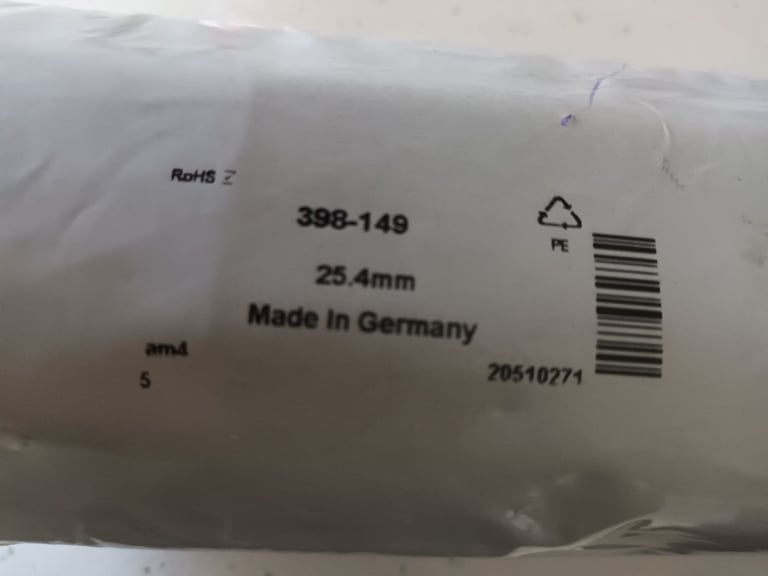 RoHS Z
398-149
PE
25.4mm
Made In Germany
am4
20510271
5